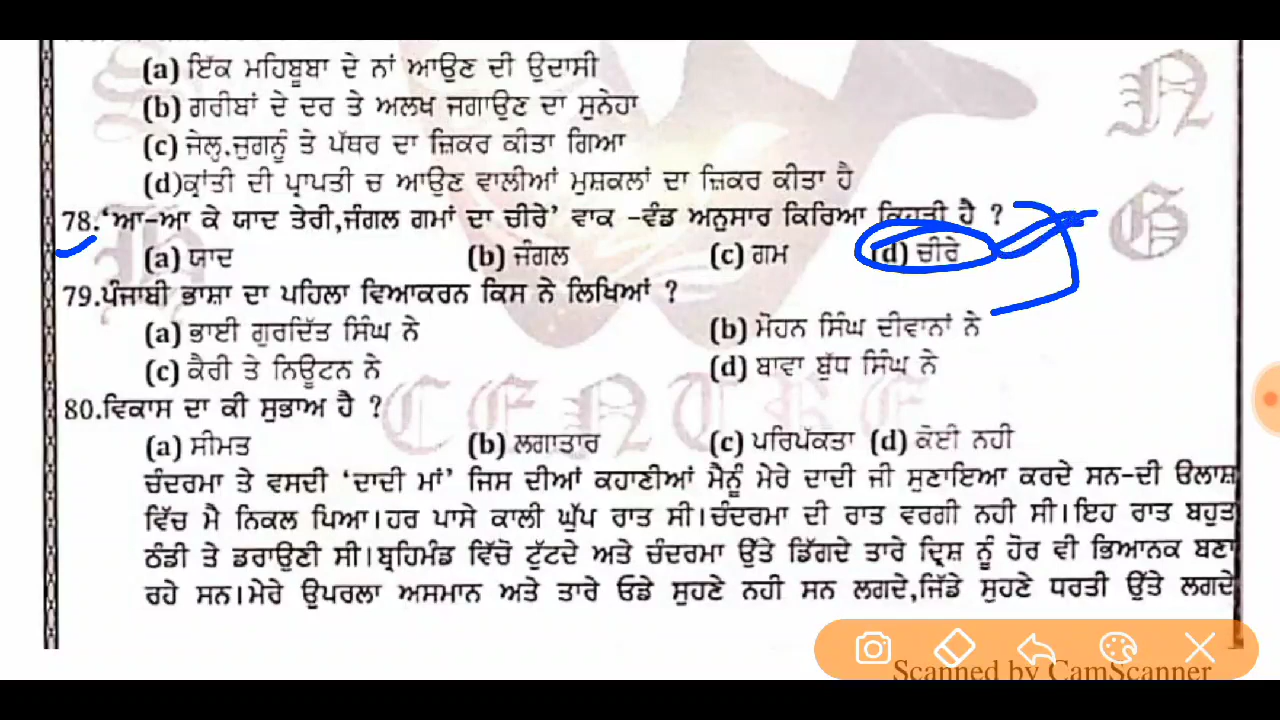 (a) ਇੱਕ ਮਹਿਬੂਬਾ ਦੇ ਨਾਂ ਆਉਣ ਦੀ ਉਦਾਸੀ
(b) ਗਰੀਬਾਂ ਦੇ ਦਰ ਤੇ ਅਲਖ ਜਗਾਉਣ ਦਾ ਸੁਨੇਹਾ
(c) ਜੇਲ੍ਹ.ਜੁਗਨੂੰ ਤੇ ਪੱਥਰ ਦਾ ਜ਼ਿਕਰ ਕੀਤਾ ਗਿਆ
(d)ਕ੍ਰਾਂਤੀ ਦੀ ਪ੍ਰਾਪਤੀ ਚ ਆਉਣ ਵਾਲੀਆਂ ਮੁਸ਼ਕਲਾਂ ਦਾ ਜ਼ਿਕਰ ਕੀਤਾ ਹੈ
78.‘ਆ-ਆ ਕੇ ਯਾਦ ਤੇਰੀ,ਜੰਗਲ ਗਮਾਂ ਦਾ ਚੀਰੇ’ ਵਾਕ -ਵੰਡ ਅਨੁਸਾਰ ਕਿਰਿਆ ਕਿਹੜੀ ਹੈ ?
(a) ਯਾਦ (b) ਜੰਗਲ (c) ਗਮ (d) ਚੀਰੇ
79.ਪੰਜਾਬੀ ਭਾਸ਼ਾ ਦਾ ਪਹਿਲਾ ਵਿਆਕਰਨ ਕਿਸ ਨੇ ਲਿਖਿਆਂ ?
(a) ਭਾਈ ਗੁਰਦਿੱਤ ਸਿੰਘ ਨੇ (b) ਮੋਹਨ ਸਿੰਘ ਦੀਵਾਨਾਂ ਨੇ
(c) ਕੈਰੀ ਤੇ ਨਿਊਟਨ ਨੇ (d) ਬਾਵਾ ਬੁੱਧ ਸਿੰਘ ਨੇ
80.ਵਿਕਾਸ ਦਾ ਕੀ ਸੁਭਾਅ ਹੈ ?
(a) ਸੀਮਤ (b) ਲਗਾਤਾਰ (c) ਪਰਿਪੱਕਤਾ (d) ਕੋਈ ਨਹੀ
ਚੰਦਰਮਾ ਤੇ ਵਸਦੀ ‘ਦਾਦੀ ਮਾਂ’ ਜਿਸ ਦੀਆਂ ਕਹਾਣੀਆਂ ਮੈਨੂੰ ਮੇਰੇ ਦਾਦੀ ਜੀ ਸੁਣਾਇਆ ਕਰਦੇ ਸਨ-ਦੀ ੳਲਾਸ਼
ਵਿੱਚ ਮੈ ਨਿਕਲ ਪਿਆ।ਹਰ ਪਾਸੇ ਕਾਲੀ ਘੁੱਪ ਰਾਤ ਸੀ।ਚੰਦਰਮਾ ਦੀ ਰਾਤ ਵਰਗੀ ਨਹੀ ਸੀ।ਇਹ ਰਾਤ ਬਹੁਤ
ਠੰਡੀ ਤੇ ਡਰਾਉਣੀ ਸੀ।ਬ੍ਰਹਿਮੰਡ ਵਿੱਚੋ ਟੁੱਟਦੇ ਅਤੇ ਚੰਦਰਮਾ ਉੱਤੇ ਡਿੱਗਦੇ ਤਾਰੇ ਦ੍ਰਿਸ਼ ਨੂੰ ਹੋਰ ਵੀ ਭਿਆਨਕ ਬਣਾ
ਰਹੇ ਸਨ।ਮੇਰੇ ਉਪਰਲਾ ਅਸਮਾਨ ਅਤੇ ਤਾਰੇ ਓਡੇ ਸੁਹਣੇ ਨਹੀ ਸਨ ਲਗਦੇ,ਜਿੱਡੇ ਸੁਹਣੇ ਧਰਤੀ ਉੱਤੇ ਲਗਦੇ
N
G
CENTRE
Scanned by CamScanner